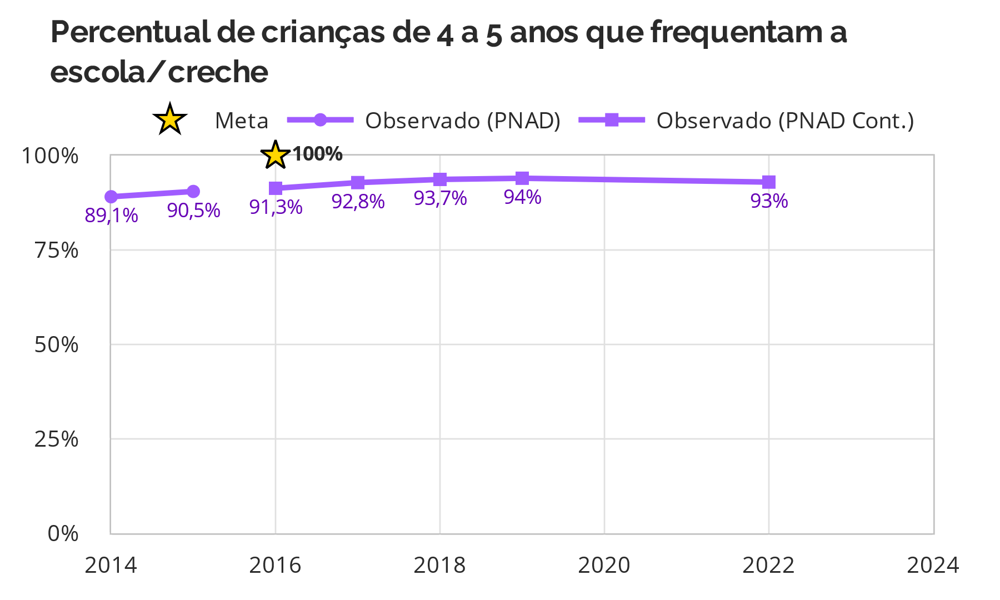 Percentual de crianças de 4 a 5 anos que frequentam a
escola/creche
Meta Observado (PNAD) Observado (PNAD Cont.)
100%
100%
89,1% 90,5% 91,3% 92,8% 93,7% 94% 93%
75%
50%
25%
0%
2014 2016 2018 2020 2022 2024